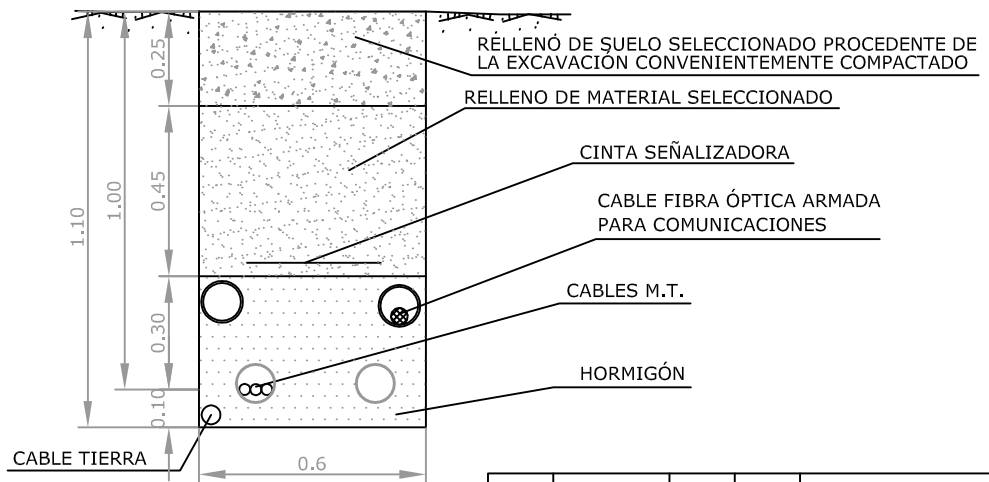 RELLENO DE SUELO SELECCIONADO PROCEDENTE DE
LA EXCAVACIÓN CONVENIENTEMENTE COMPACTADO
RELLENO DE MATERIAL SELECCIONADO
CINTA SEÑALIZADORA
CABLE FIBRA ÓPTICA ARMADA
PARA COMUNICACIONES
CABLES M.T.
HORMIGÓN
CABLE TIERRA
0.25
0.45
1.00
1.10
0.30
0.10
0.6